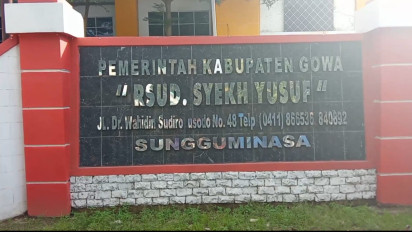 PEMERINTAH KABUPATEN GOWA
" RSUD. SYEKH YUSUF "
Jl. Dr. Wahidin Sudiro usodo No. 48 Telp (0411) 866536 840892
SUNGGUMINASA